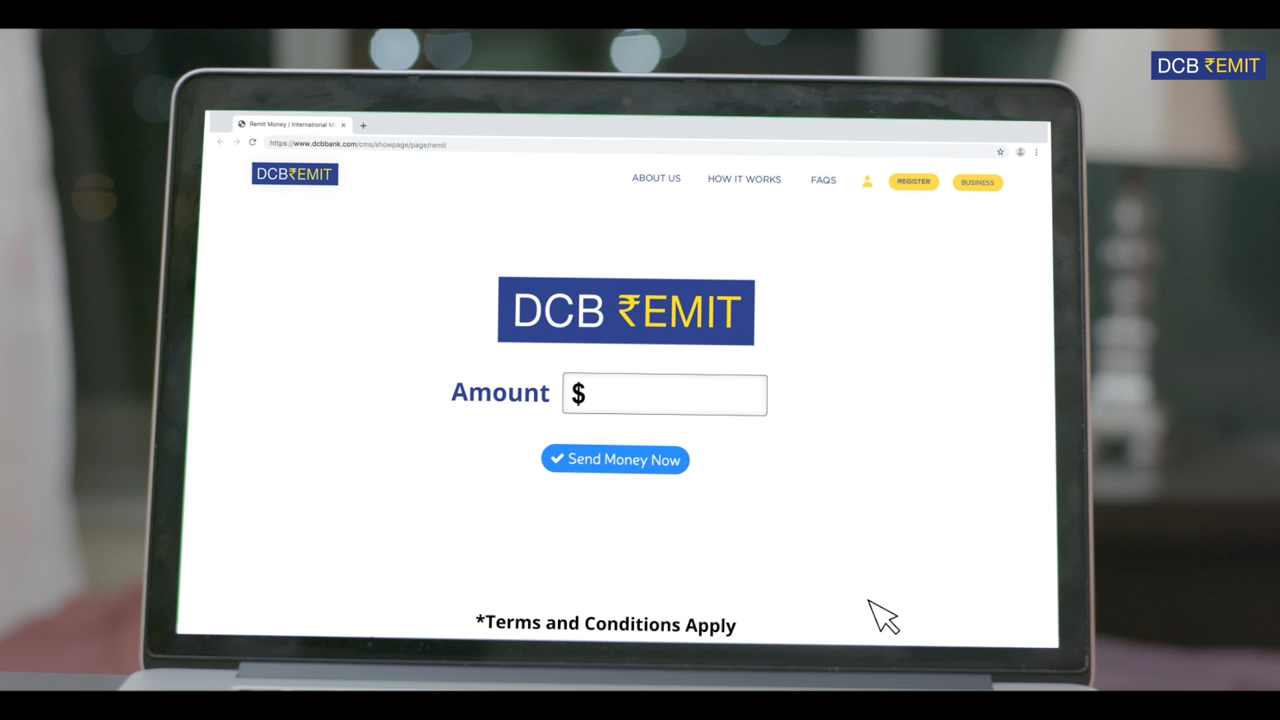 DCB ₹EMIT
Remit Money | International M
https://www.dcbbank.com/cms/showpage/page/remit
DCB₹EMIT
ABOUT US HOW IT WORKS FAQS REGISTER BUSINESS
DCB ₹EMIT
Amount $
Send Money Now
*Terms and Conditions Apply